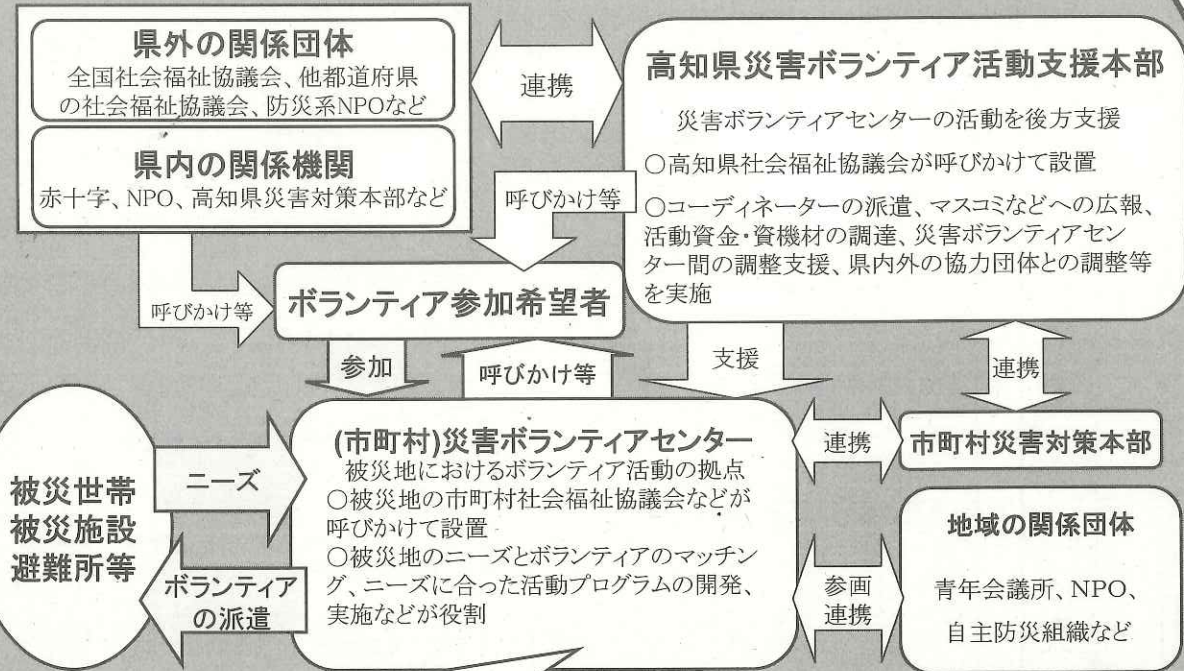 県外の関係団体
全国社会福祉協議会、他都道府県
の社会福祉協議会、防災系NPOなど
県内の関係機関
赤十字、NPO、高知県災害対策本部など
連携
高知県災害ボランティア活動支援本部
災害ボランティアセンターの活動を後方支援
○高知県社会福祉協議会が呼びかけて設置
○コーディネーターの派遣、マスコミなどへの広報、
活動資金・資機材の調達、災害ボランティアセン
ター間の調整支援、県内外の協力団体との調整等
を実施
呼びかけ等
呼びかけ等
ボランティア参加希望者
参加
呼びかけ等
支援
連携
被災世帯
被災施設
避難所等
ニーズ
ボランティア
の派遣
(市町村)災害ボランティアセンター
被災地におけるボランティア活動の拠点
○被災地の市町村社会福祉協議会などが
呼びかけて設置
○被災地のニーズとボランティアのマッチン
グ、ニーズに合った活動プログラムの開発、
実施などが役割
連携
市町村災害対策本部
参画
連携
地域の関係団体
青年会議所、NPO、
自主防災組織など